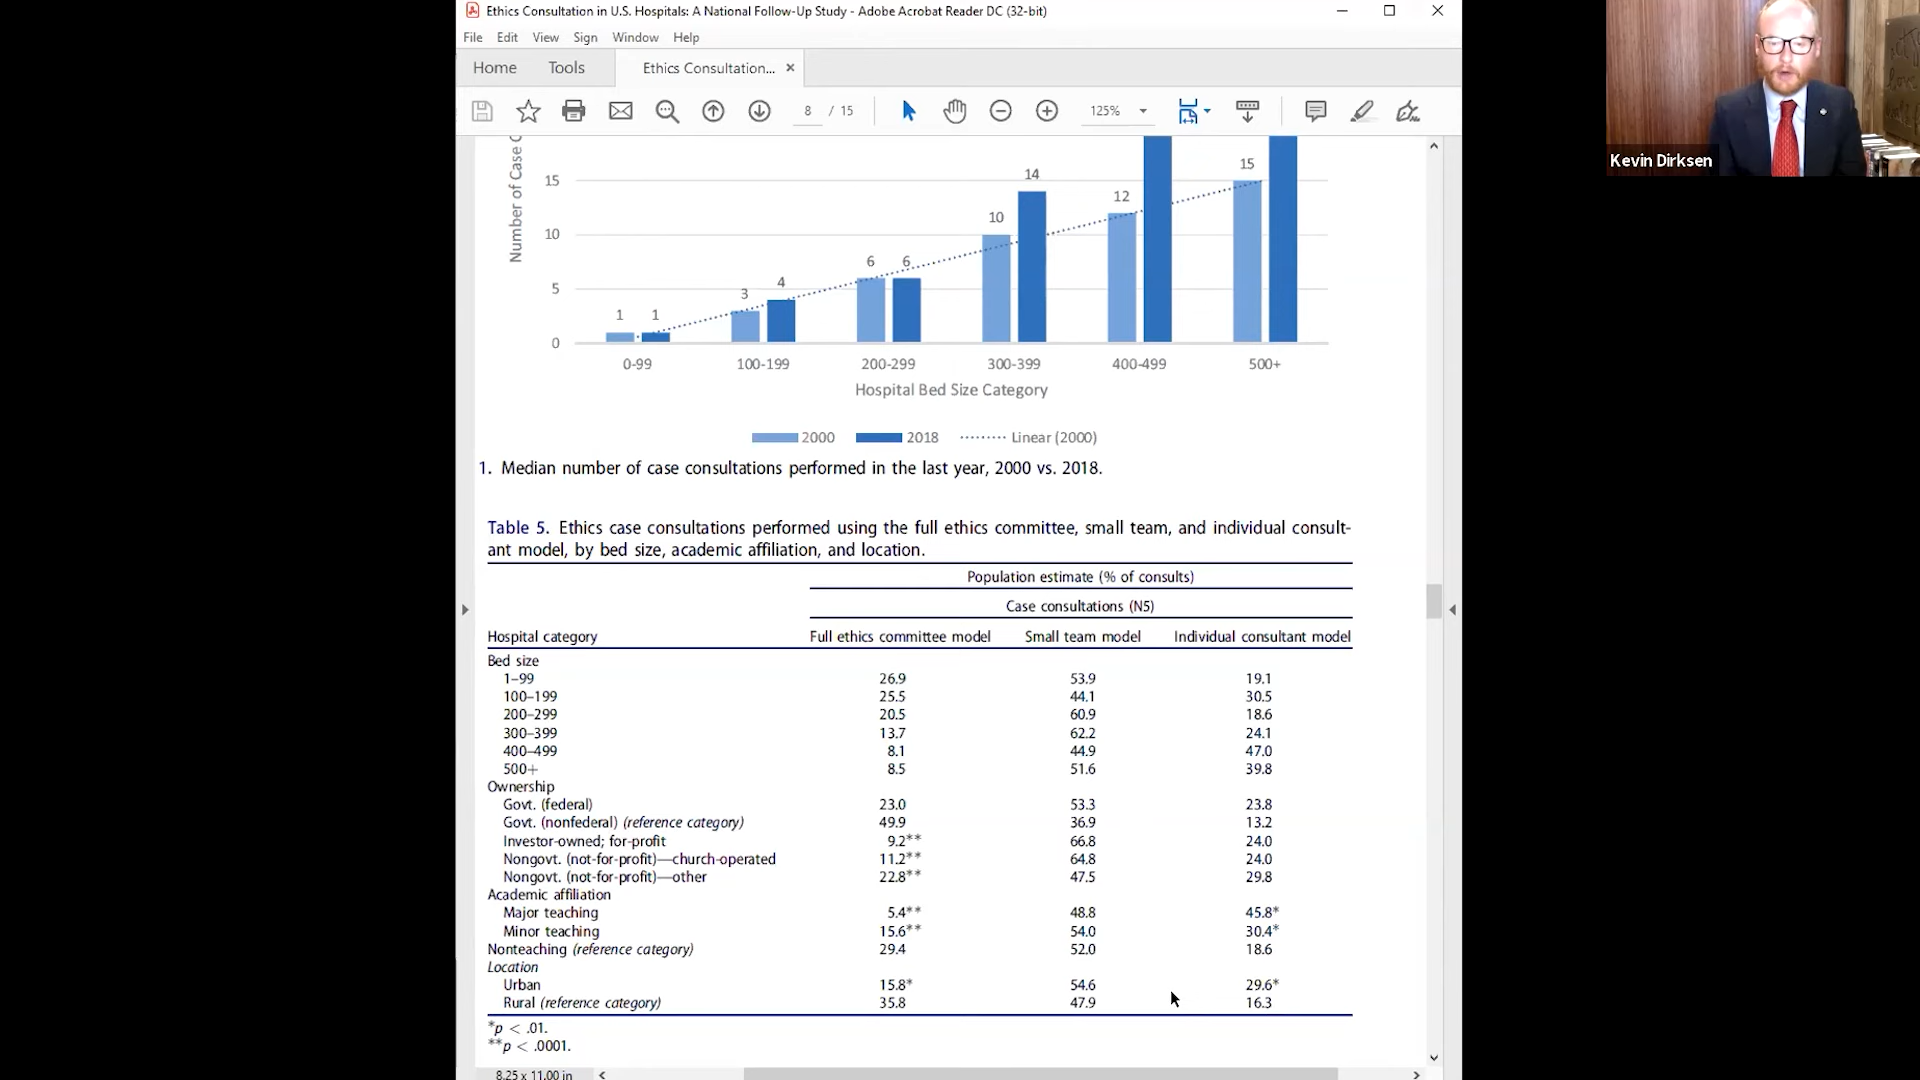 Ethics Consultation in U.S. Hospitals: A National Follow-Up Study - Adobe Acrobat Reader DC (32-bit)
File Edit View Sign Window Help
Home Tools Ethics Consultation... ×
8 / 15 125%
Kevin Dirksen
Number of Case C
15 10 5 0
1 1 3 4 6 6 10 14 12 15
0-99 100-199 200-299 300-399 400-499 500+
Hospital Bed Size Category
2000 2018 Linear (2000)
1. Median number of case consultations performed in the last year, 2000 vs. 2018.
Table 5. Ethics case consultations performed using the full ethics committee, small team, and individual consult-
ant model, by bed size, academic affiliation, and location.
Population estimate (% of consults)
Case consultations (N5)
Hospital category Full ethics committee model Small team model Individual consultant model
Bed size
1–99 26.9 53.9 19.1
100–199 25.5 44.1 30.5
200–299 20.5 60.9 18.6
300–399 13.7 62.2 24.1
400–499 8.1 44.9 47.0
500+ 8.5 51.6 39.8
Ownership
Govt. (federal) 23.0 53.3 23.8
Govt. (nonfederal) (reference category) 49.9 36.9 13.2
Investor-owned; for-profit 9.2** 66.8 24.0
Nongovt. (not-for-profit)—church-operated 11.2** 64.8 24.0
Nongovt. (not-for-profit)—other 22.8** 47.5 29.8
Academic affiliation
Major teaching 5.4** 48.8 45.8*
Minor teaching 15.6** 54.0 30.4*
Nonteaching (reference category) 29.4 52.0 18.6
Location
Urban 15.8* 54.6 29.6*
Rural (reference category) 35.8 47.9 16.3
*p < .01.
**p < .0001.
8.25 x 11.00 in